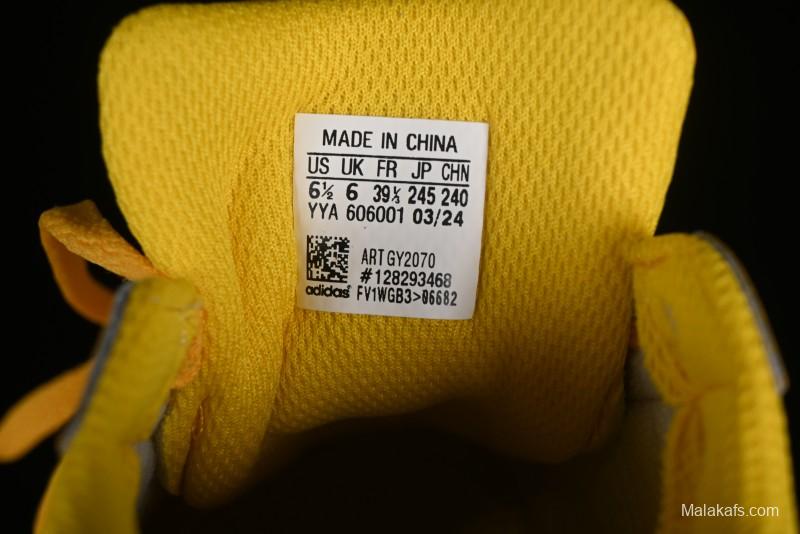 MADE IN CHINA
US UK FR JP CHN
6½ 6 39⅓ 245 240
YYA 606001 03/24
ART GY2070
#128293468
adidas FV1WGB3>06682
Malakafs.com